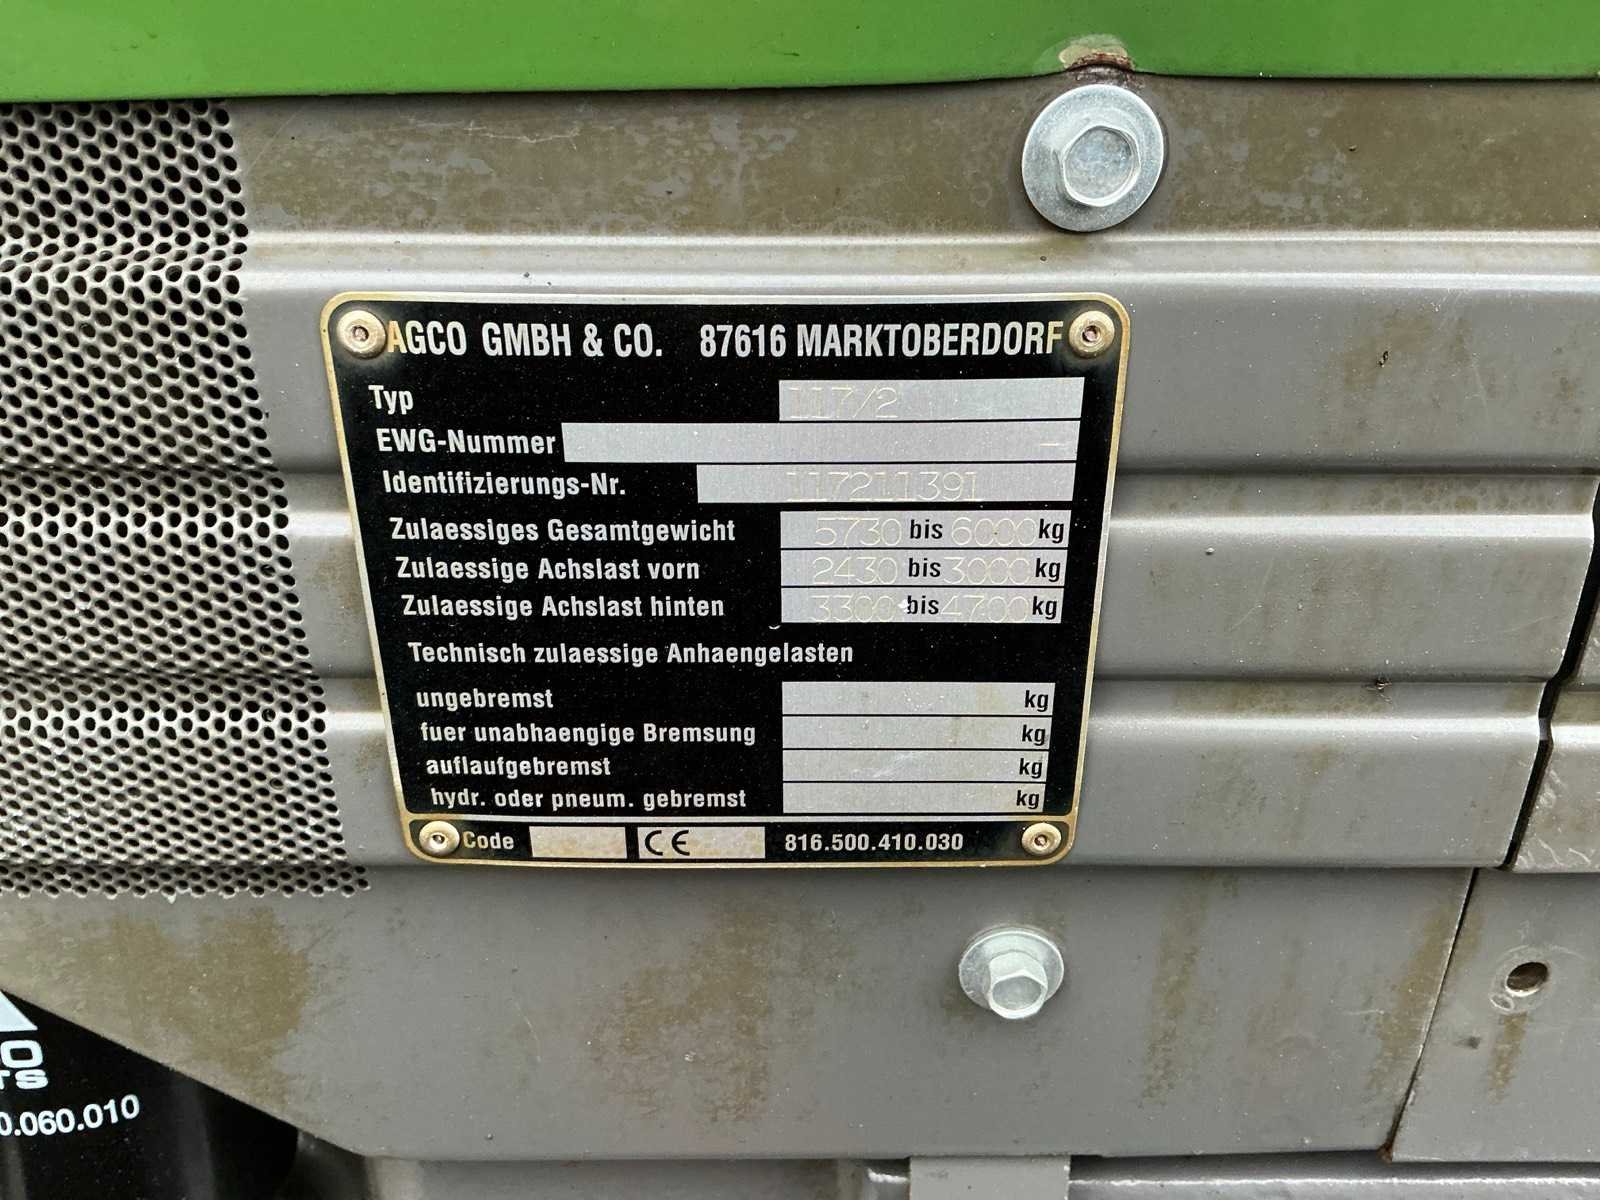 AGCO GMBH & CO. 87616 MARKTOBERDORF
Typ 117/2
EWG-Nummer –
Identifizierungs-Nr. 117211391
Zulaessiges Gesamtgewicht 5730 bis 6000 kg
Zulaessige Achslast vorn 2430 bis 3000 kg
Zulaessige Achslast hinten 3300 bis 4700 kg
Technisch zulaessige Anhaengelasten
ungebremst kg
fuer unabhaengige Bremsung kg
auflaufgebremst kg
hydr. oder pneum. gebremst kg
Code CE 816.500.410.030
0.060.010